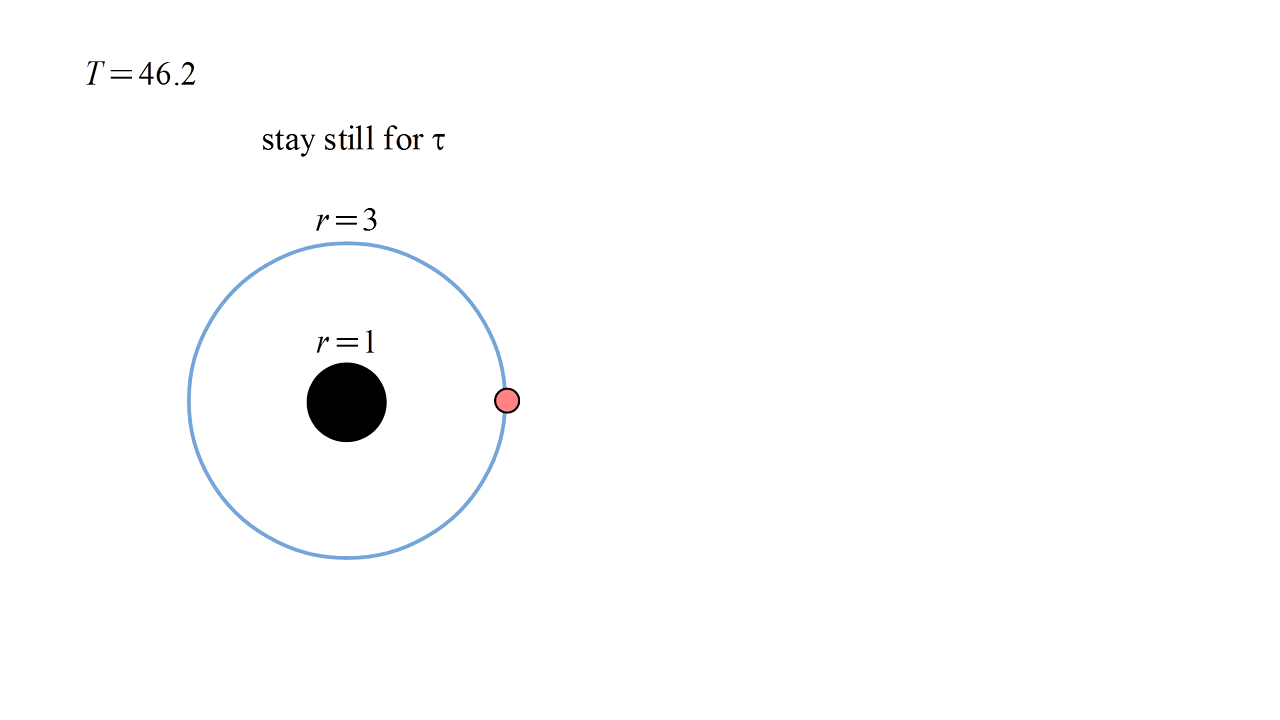 T = 46.2
stay still for τ
r = 3
r = 1